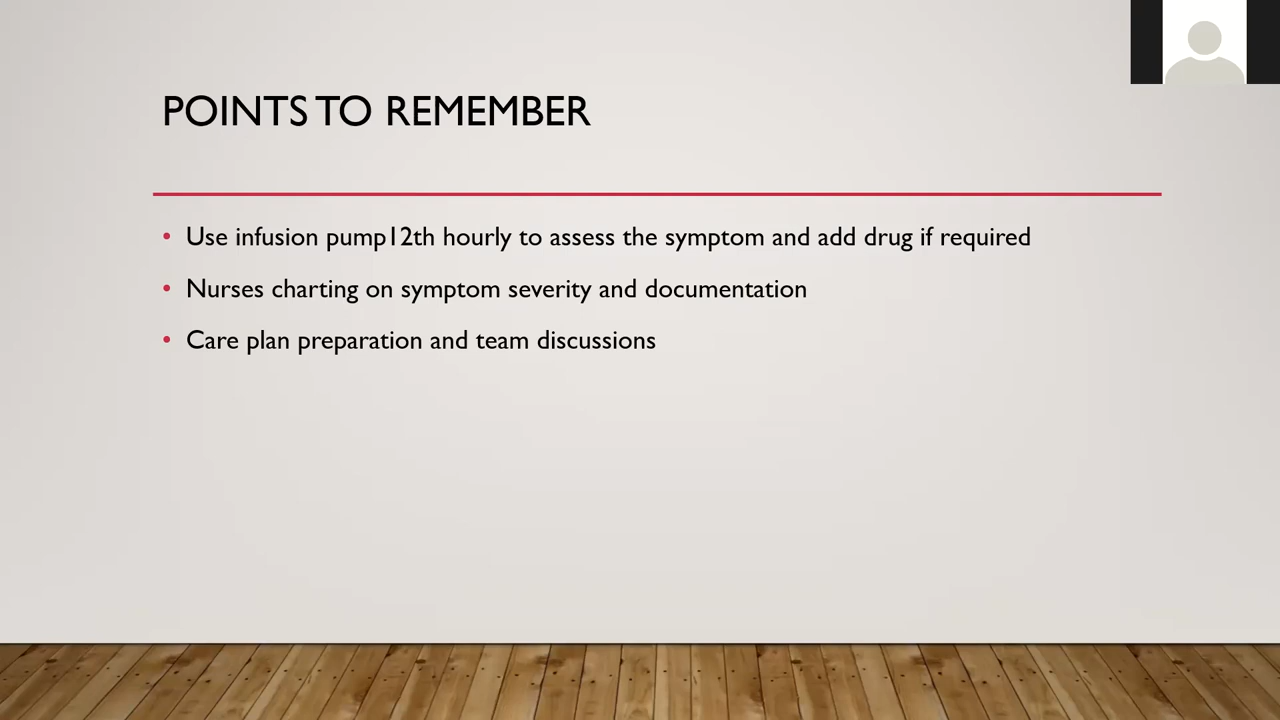 POINTS TO REMEMBER
• Use infusion pump12th hourly to assess the symptom and add drug if required
• Nurses charting on symptom severity and documentation
• Care plan preparation and team discussions